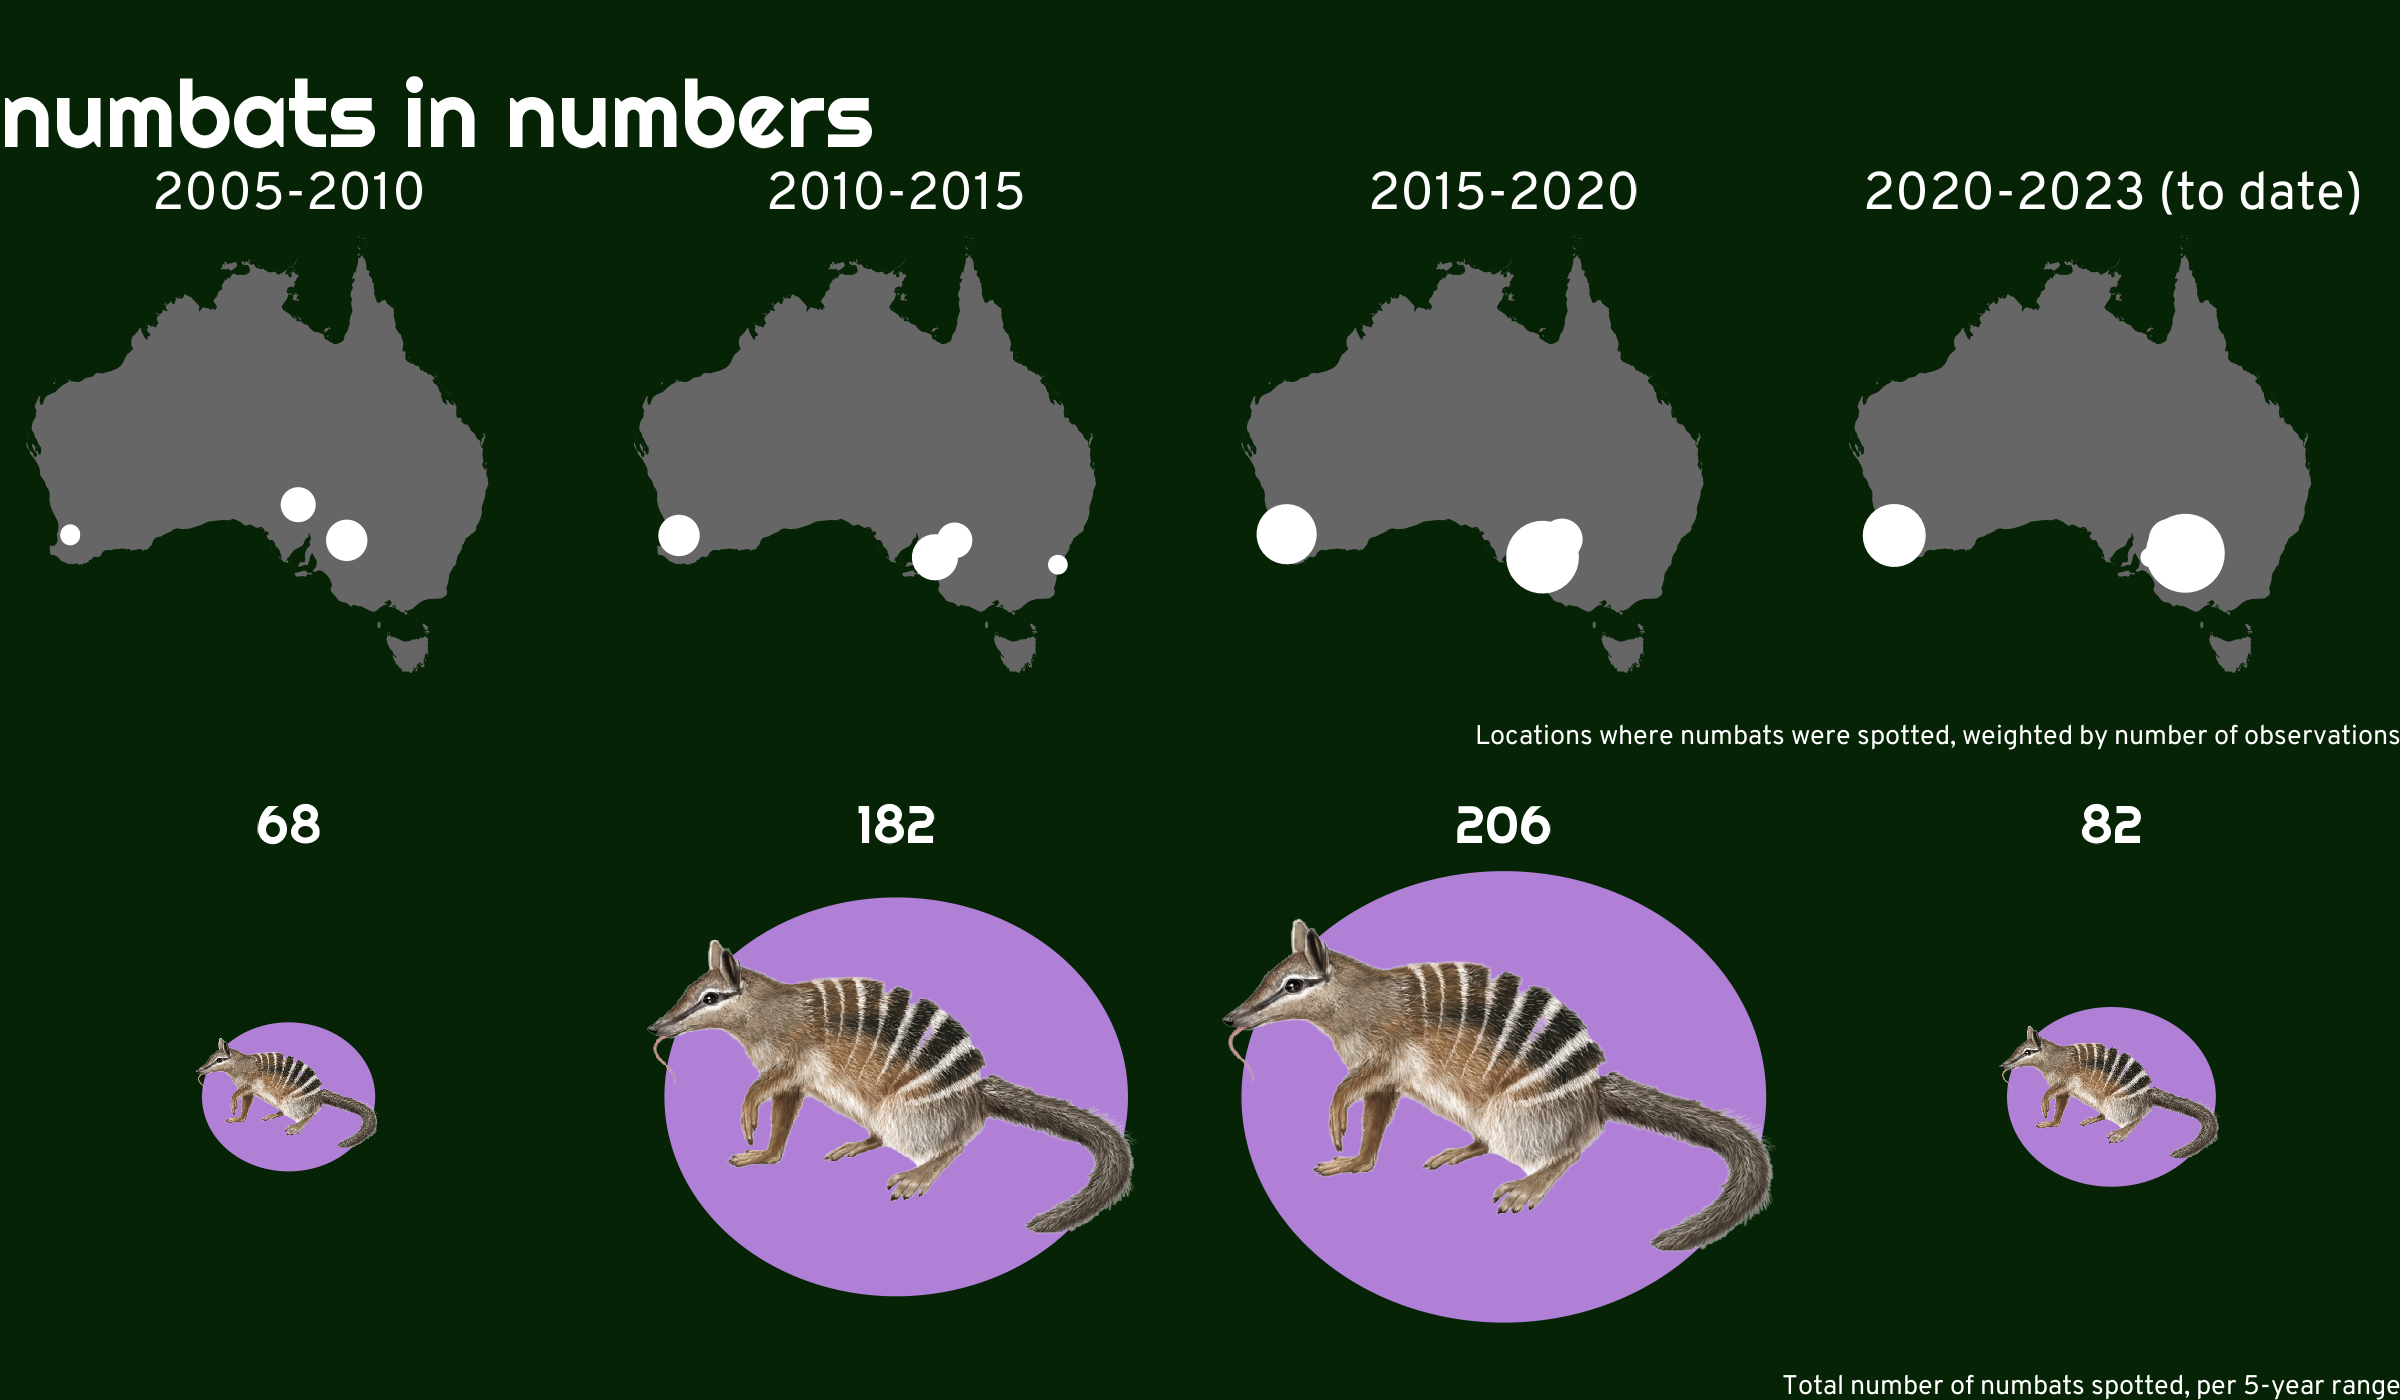 numbats in numbers
2005-2010
2010-2015
2015-2020
2020-2023 (to date)
Locations where numbats were spotted, weighted by number of observations
68
182
206
82
Total number of numbats spotted, per 5-year range